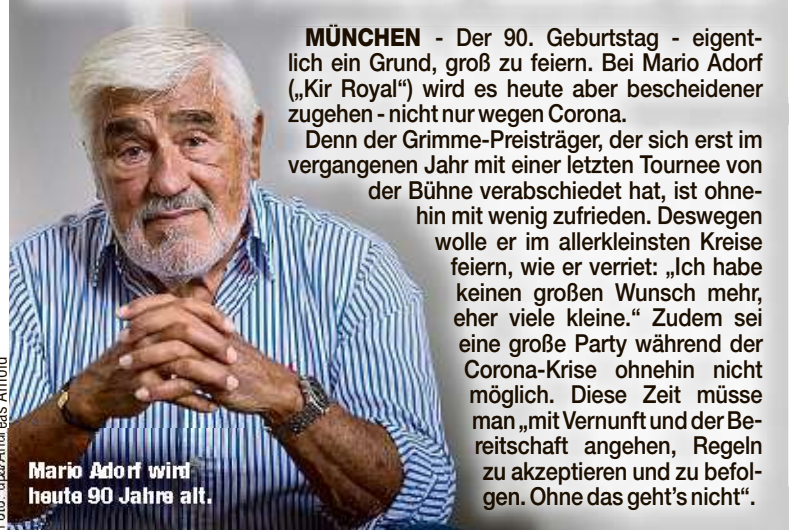 MÜNCHEN - Der 90. Geburtstag - eigent-
lich ein Grund, groß zu feiern. Bei Mario Adorf
(„Kir Royal“) wird es heute aber bescheidener
zugehen - nicht nur wegen Corona.
Denn der Grimme-Preisträger, der sich erst im
vergangenen Jahr mit einer letzten Tournee von
der Bühne verabschiedet hat, ist ohne-
hin mit wenig zufrieden. Deswegen
wolle er im allerkleinsten Kreise
feiern, wie er verriet: „Ich habe
keinen großen Wunsch mehr,
eher viele kleine.“ Zudem sei
eine große Party während der
Corona-Krise ohnehin nicht
möglich. Diese Zeit müsse
man „mit Vernunft und der Be-
reitschaft angehen, Regeln
zu akzeptieren und zu befol-
gen. Ohne das geht's nicht“.
Mario Adorf wird
heute 90 Jahre alt.
Foto: dpa/Andreas Arnold